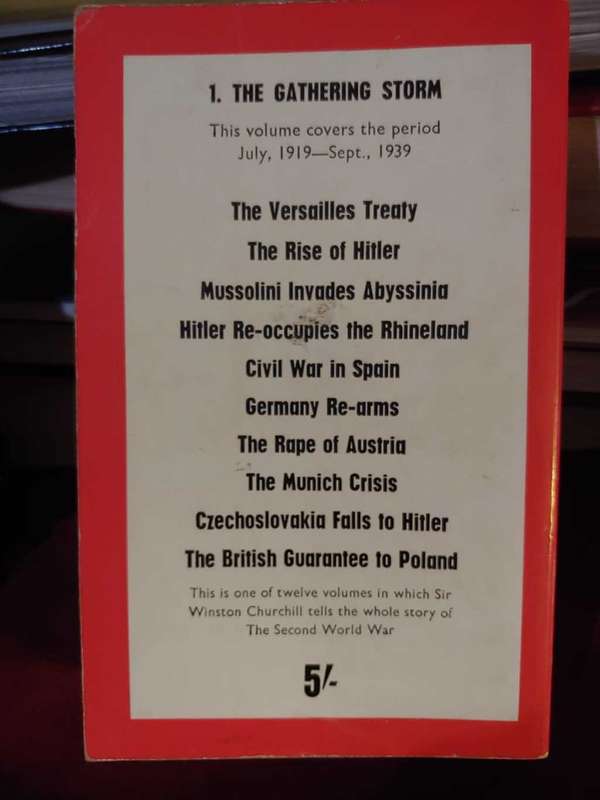 1. THE GATHERING STORM
This volume covers the period
July, 1919—Sept., 1939
The Versailles Treaty
The Rise of Hitler
Mussolini Invades Abyssinia
Hitler Re-occupies the Rhineland
Civil War in Spain
Germany Re-arms
The Rape of Austria
The Munich Crisis
Czechoslovakia Falls to Hitler
The British Guarantee to Poland
This is one of twelve volumes in which Sir
Winston Churchill tells the whole story of
The Second World War
5/-